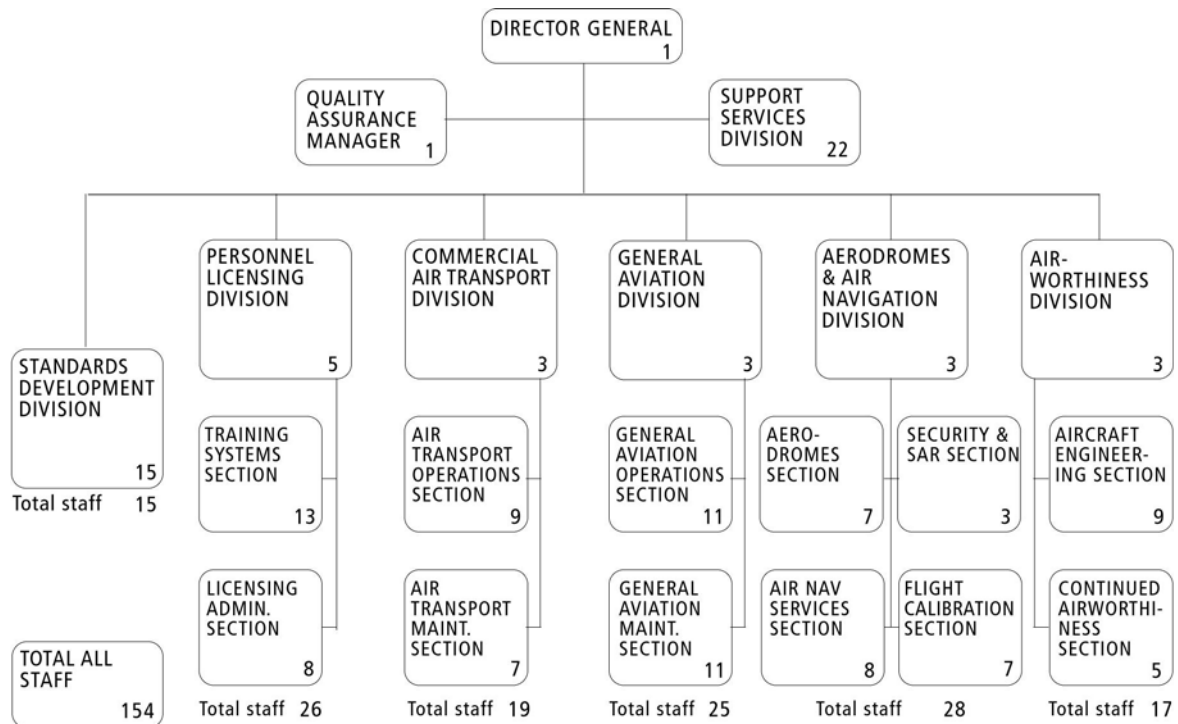 DIRECTOR GENERAL
1
QUALITY
ASSURANCE
MANAGER
1
SUPPORT
SERVICES
DIVISION
22
STANDARDS
DEVELOPMENT
DIVISION
15
Total staff 15
PERSONNEL
LICENSING
DIVISION
5
COMMERCIAL
AIR TRANSPORT
DIVISION
3
GENERAL
AVIATION
DIVISION
3
AERODROMES
& AIR
NAVIGATION
DIVISION
3
AIR-
WORTHINESS
DIVISION
3
TRAINING
SYSTEMS
SECTION
13
AIR
TRANSPORT
OPERATIONS
SECTION
9
GENERAL
AVIATION
OPERATIONS
SECTION
11
AERO-
DROMES
SECTION
7
SECURITY &
SAR SECTION
3
AIRCRAFT
ENGINEER-
ING SECTION
9
LICENSING
ADMIN.
SECTION
8
AIR
TRANSPORT
MAINT.
SECTION
7
GENERAL
AVIATION
MAINT.
SECTION
11
AIR NAV
SERVICES
SECTION
8
FLIGHT
CALIBRATION
SECTION
7
CONTINUED
AIRWORTHI-
NESS
SECTION
5
TOTAL ALL
STAFF
154
Total staff 26
Total staff 19
Total staff 25
Total staff 28
Total staff 17